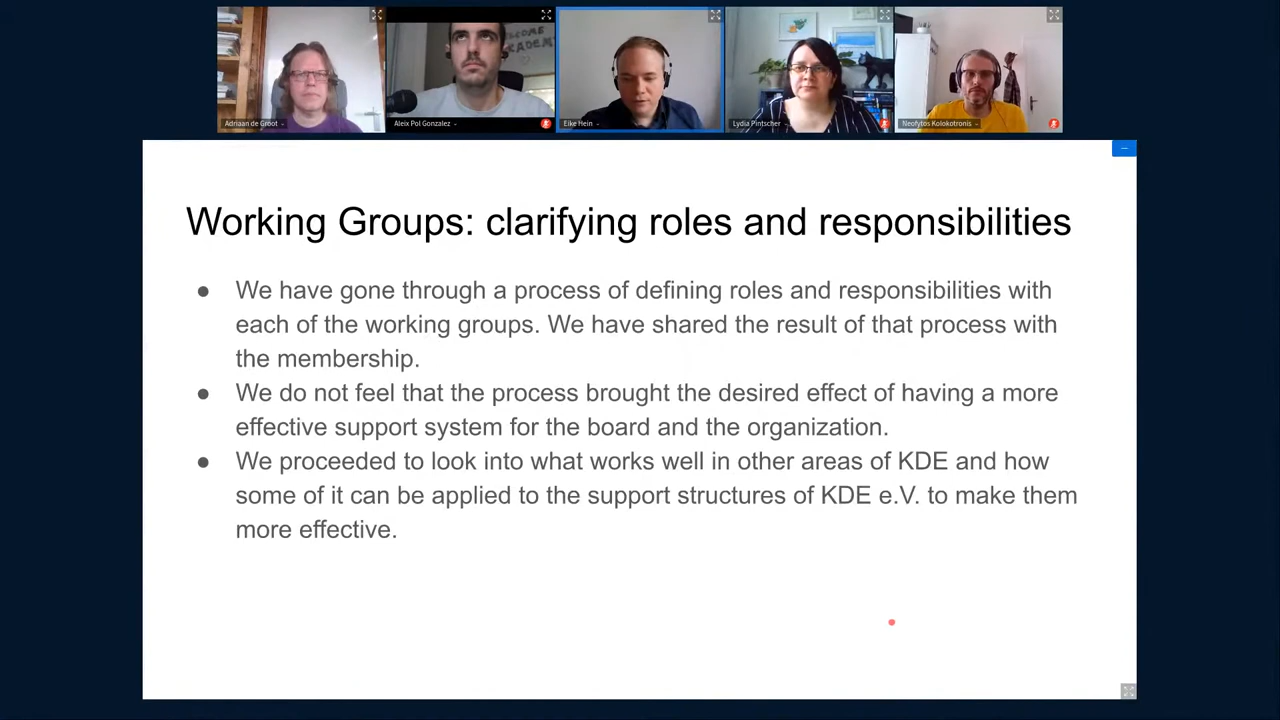 WELCOME
Adriaan de Groot
Aleix Pol Gonzalez
Eike Hein
Lydia Pintscher
Neofytos Kolokotronis
Working Groups: clarifying roles and responsibilities
● We have gone through a process of defining roles and responsibilities with
each of the working groups. We have shared the result of that process with
the membership.
● We do not feel that the process brought the desired effect of having a more
effective support system for the board and the organization.
● We proceeded to look into what works well in other areas of KDE and how
some of it can be applied to the support structures of KDE e.V. to make them
more effective.